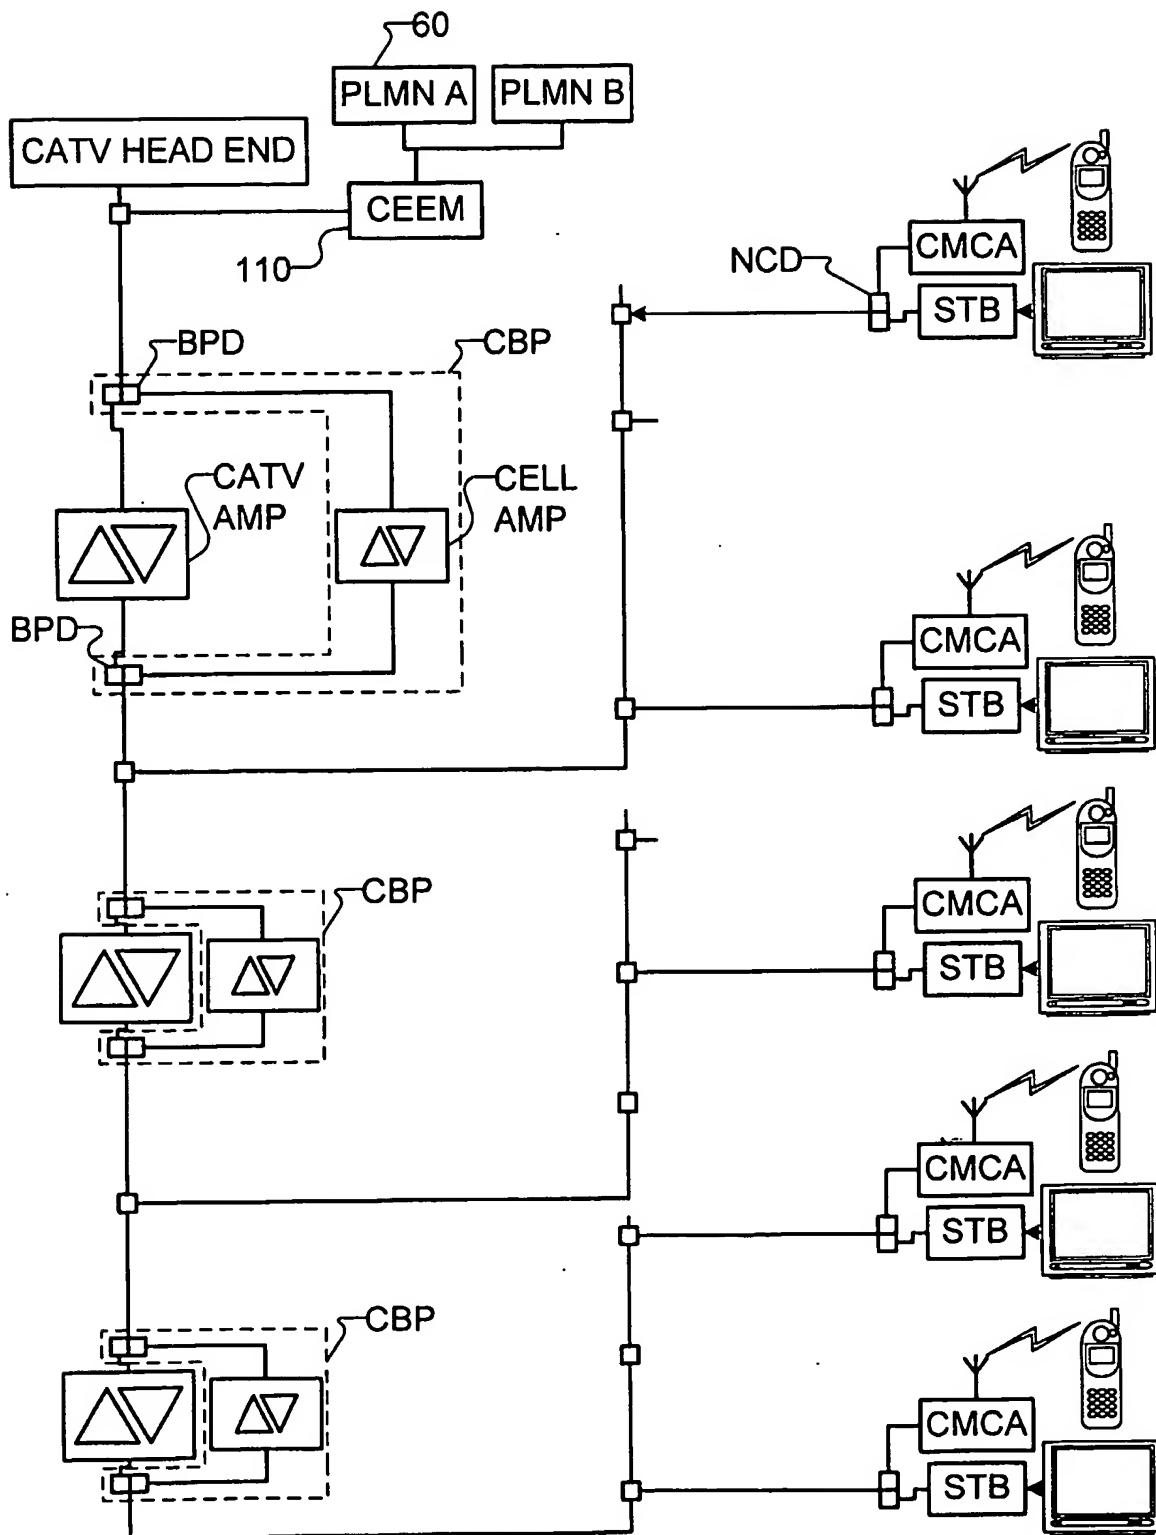 60
PLMN A
PLMN B
CATV HEAD END
CEEM
110
CMCA
NCD
STB
BPD
CBP
CATV
AMP
CELL
AMP
CMCA
BPD
STB
CMCA
CBP
STB
CMCA
STB
CBP
CMCA
STB